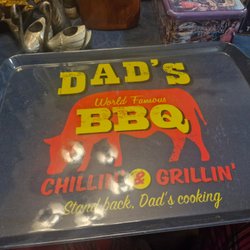 DAD'S
World Famous
BBQ
CHILLIN' & GRILLIN'
Stand back, Dad's cooking